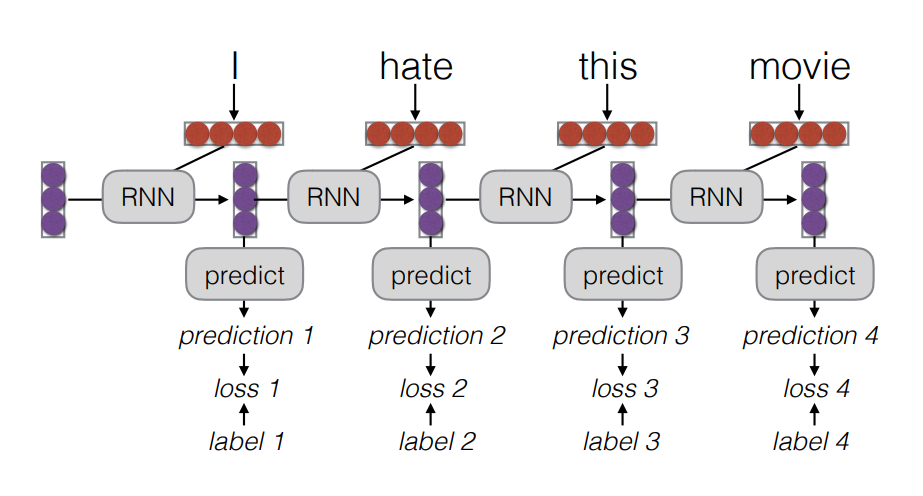 I hate this movie
RNN RNN RNN RNN
predict predict predict predict
prediction 1 prediction 2 prediction 3 prediction 4
loss 1 loss 2 loss 3 loss 4
label 1 label 2 label 3 label 4